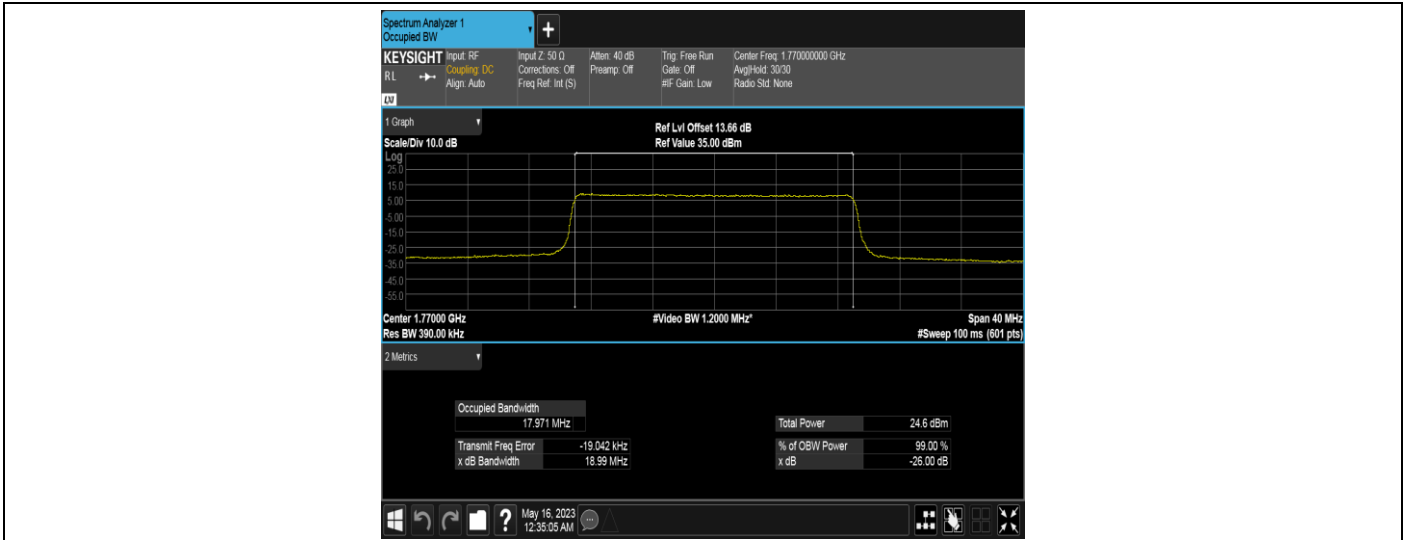 Spectrum Analyzer 1
Occupied BW
+
KEYSIGHT
RL
LXI
Input: RF
Coupling: DC
Align: Auto
Input Z: 50 Ω
Corrections: Off
Freq Ref: Int (S)
Atten: 40 dB
Preamp: Off
Trig: Free Run
Gate: Off
#IF Gain: Low
Center Freq: 1.770000000 GHz
Avg|Hold: 30/30
Radio Std: None
1 Graph
Scale/Div 10.0 dB
Ref Lvl Offset 13.66 dB
Ref Value 35.00 dBm
Log
25.0
15.0
5.00
-5.00
-15.0
-25.0
-35.0
-45.0
-55.0
Center 1.77000 GHz
#Video BW 1.2000 MHz*
Span 40 MHz
Res BW 390.00 kHz
#Sweep 100 ms (601 pts)
2 Metrics
Occupied Bandwidth
17.971 MHz
Total Power 24.6 dBm
Transmit Freq Error -19.042 kHz
% of OBW Power 99.00 %
x dB Bandwidth 18.99 MHz
x dB -26.00 dB
?
May 16, 2023
12:35:05 AM